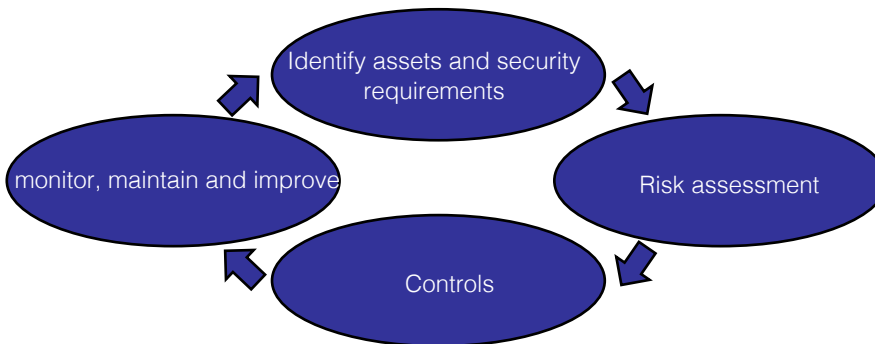 Identify assets and security
requirements
monitor, maintain and improve
Risk assessment
Controls